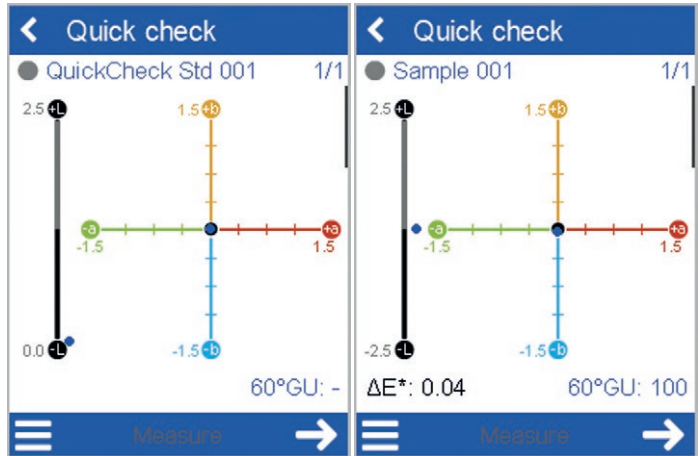 Quick check
QuickCheck Std 001 1/1
2.5 +L 1.5 +b
-a +a
-1.5 1.5
0.0 -L -1.5 -b
60°GU: -
Measure
Quick check
Sample 001 1/1
2.5 +L 1.5 +b
-a +a
-1.5 1.5
-2.5 -L -1.5 -b
ΔE*: 0.04 60°GU: 100
Measure